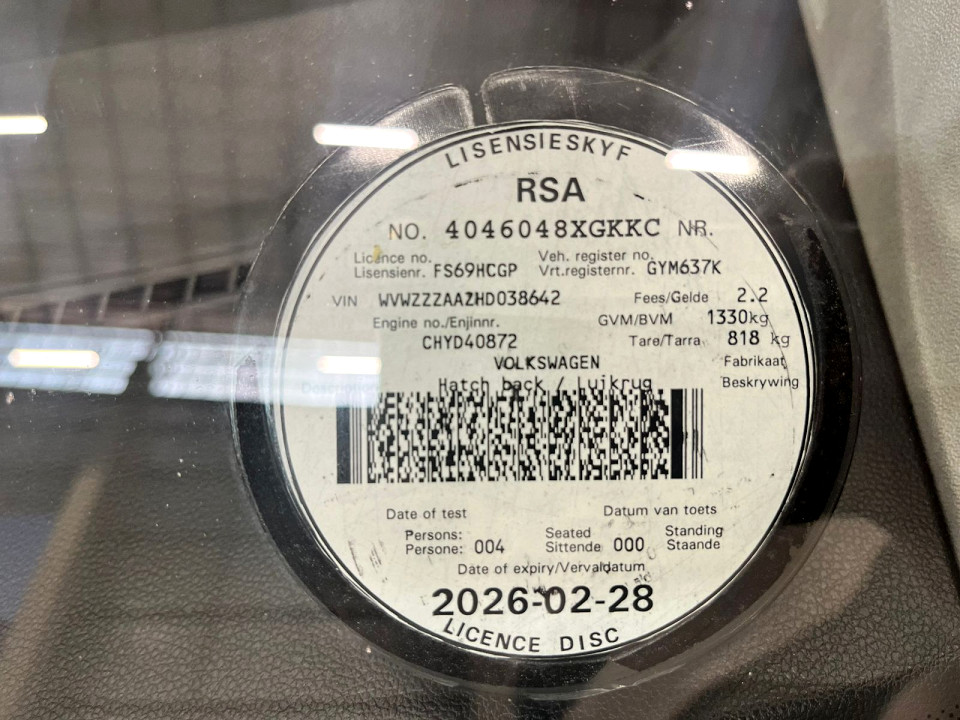 LISENSIESKYF
RSA
NO. 4046048XGKKC NR.
Licence no. Veh. register no.
Lisensienr. FS69HCGP Vrt.registernr. GYM637K
VIN WVWZZZAAZHD038642 Fees/Gelde 2.2
Engine no./Enjinnr. GVM/BVM 1330kg
CHYD40872 Tare/Tarra 818 kg
VOLKSWAGEN Fabrikaat
Description Hatch back / Luikrug Beskrywing
Date of test Datum van toets
Persons: Seated Standing
Persone: 004 Sittende 000 Staande
Date of expiry/Vervaldatum
2026-02-28
LICENCE DISC